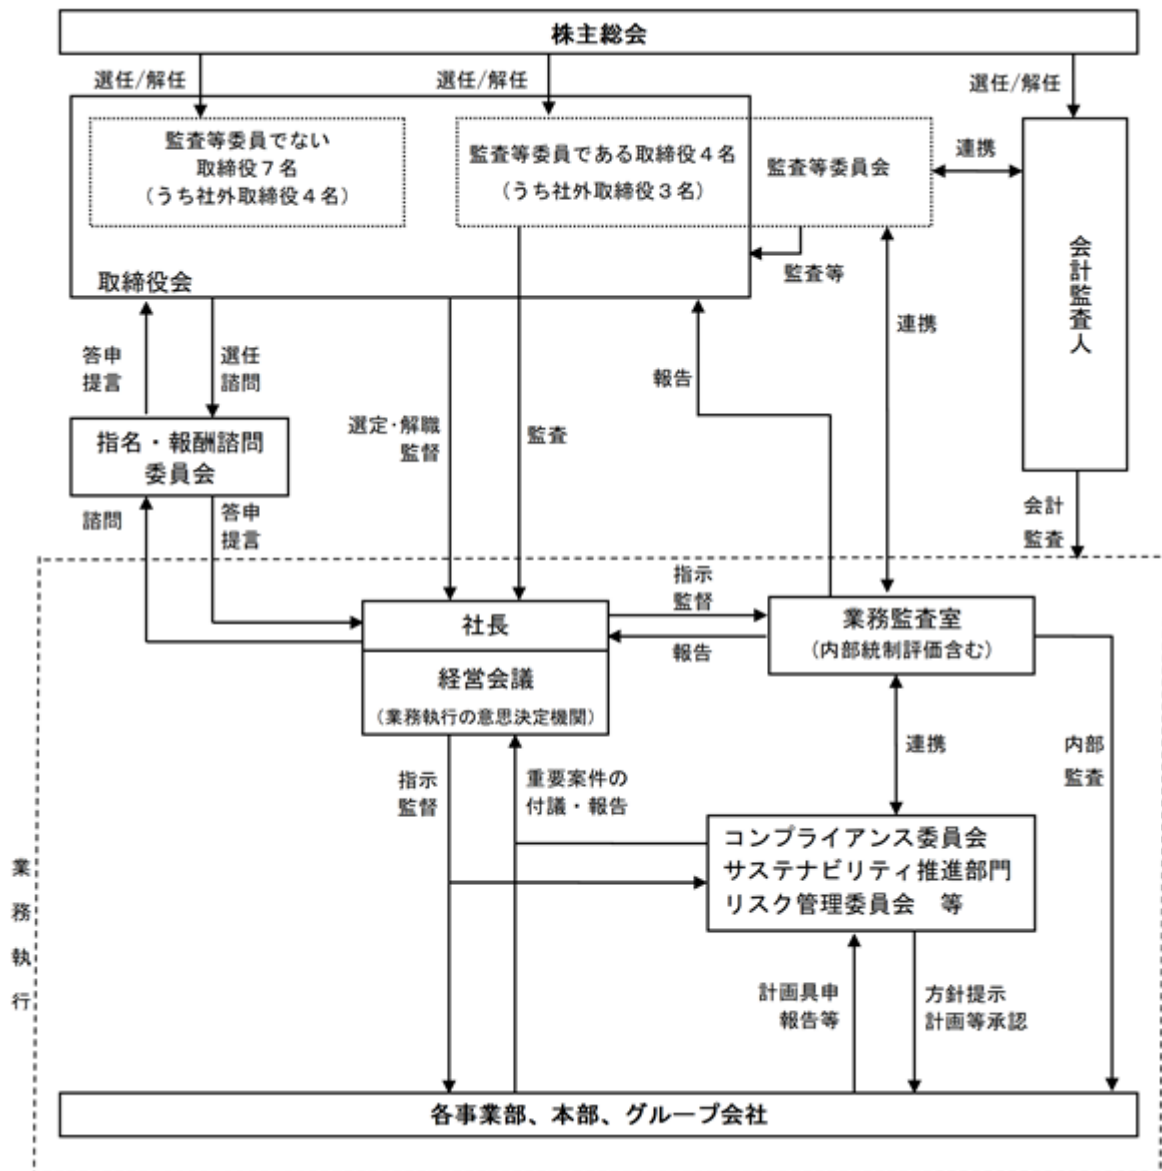 株主総会
選任/解任
選任/解任
選任/解任
監査等委員でない
取締役７名
（うち社外取締役４名）
監査等委員である取締役４名
（うち社外取締役３名）
監査等委員会
連携
会計監査人
取締役会
監査等
連携
答申
提言
選任
諮問
報告
選定・解職
監督
監査
指名・報酬諮問
委員会
諮問
答申
提言
会計
監査
指示
監督
社長
報告
業務監査室
（内部統制評価含む）
経営会議
（業務執行の意思決定機関）
連携
内部
監査
指示
監督
重要案件の
付議・報告
コンプライアンス委員会
サステナビリティ推進部門
リスク管理委員会　等
業務執行
計画具申
報告等
方針提示
計画等承認
各事業部、本部、グループ会社